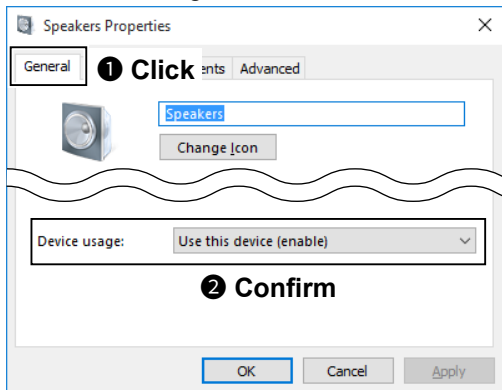 Speakers Properties
General ❶ Click ents Advanced
Speakers
Change Icon
Device usage: Use this device (enable)
❷ Confirm
OK Cancel Apply